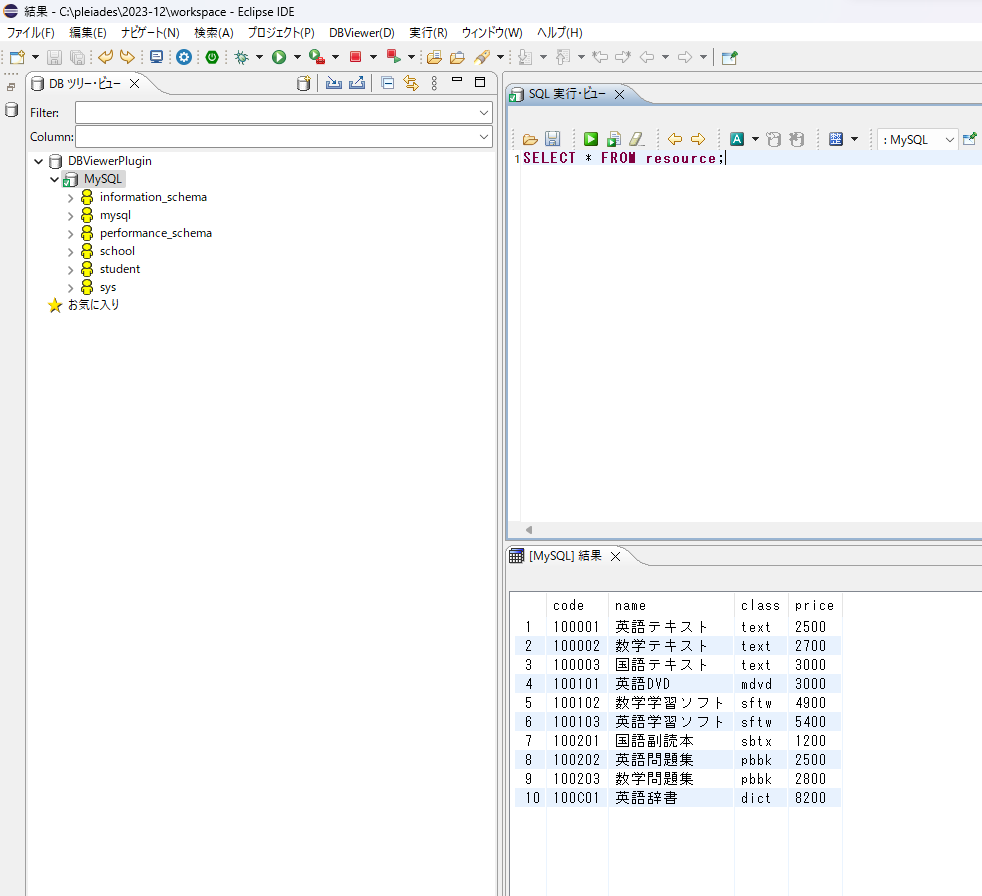 結果 - C:\pleiades\2023-12\workspace - Eclipse IDE
ファイル(F) 編集(E) ナビゲート(N) 検索(A) プロジェクト(P) DBViewer(D) 実行(R) ウィンドウ(W) ヘルプ(H)
DB ツリー・ビュー
Filter:
Column:
DBViewerPlugin
MySQL
information_schema
mysql
performance_schema
school
student
sys
お気に入り
SQL 実行・ビュー
: MySQL
1 SELECT * FROM resource;
[MySQL] 結果
code name class price
1 100001 英語テキスト text 2500
2 100002 数学テキスト text 2700
3 100003 国語テキスト text 3000
4 100101 英語DVD mdvd 3000
5 100102 数学学習ソフト sftw 4900
6 100103 英語学習ソフト sftw 5400
7 100201 国語副読本 sbtx 1200
8 100202 英語問題集 pbbk 2500
9 100203 数学問題集 pbbk 2800
10 100C01 英語辞書 dict 8200